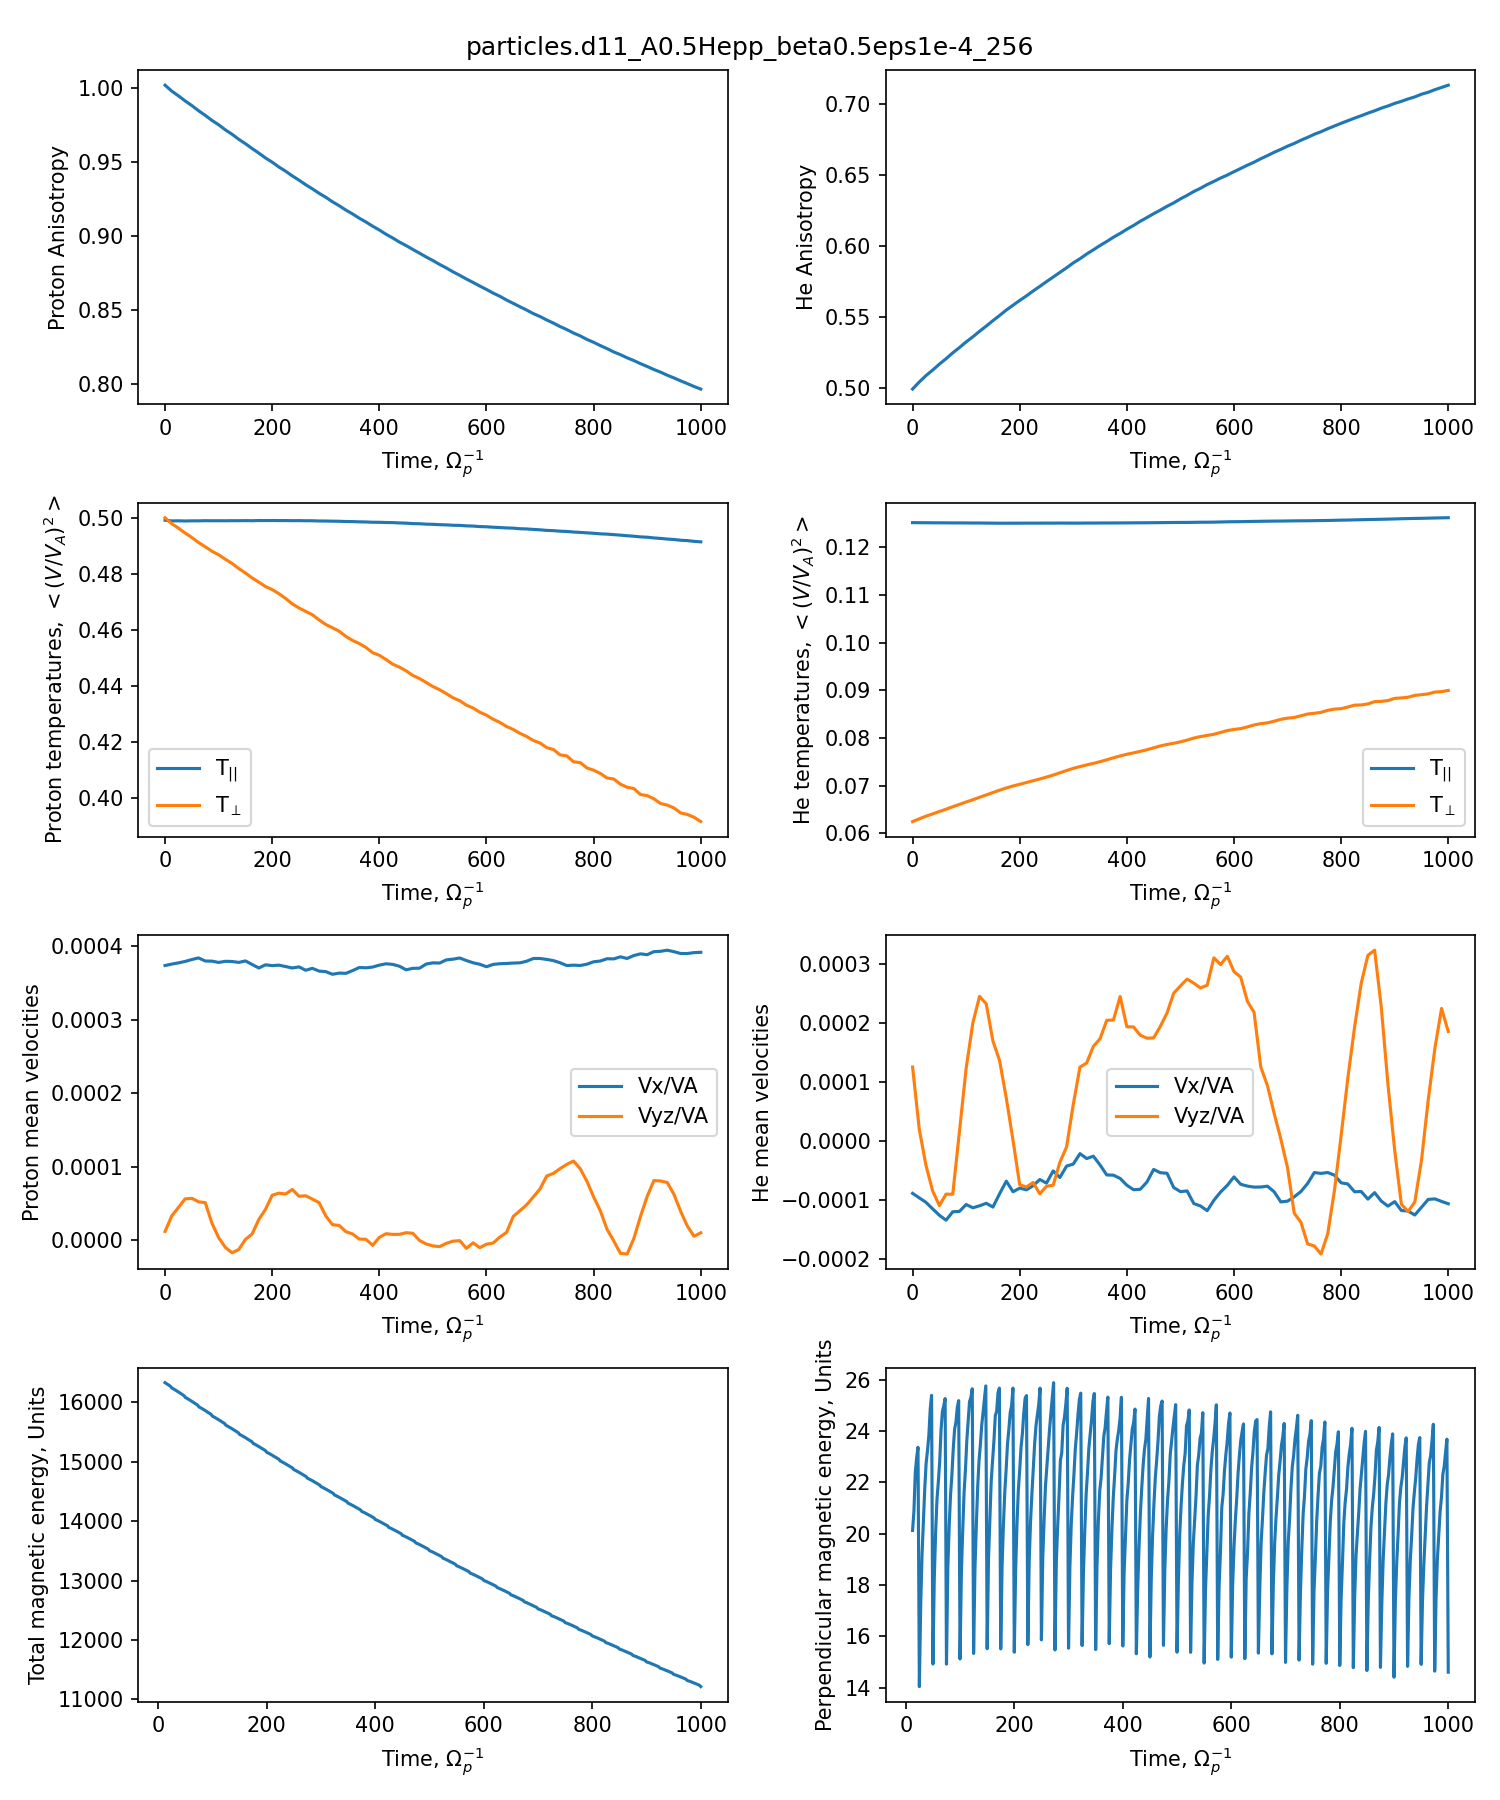 particles.d11_A0.5Hepp_beta0.5eps1e-4_256
Proton Anisotropy
1.00
0.95
0.90
0.85
0.80
0 200 400 600 800 1000
Time, Ω_p^{-1}
He Anisotropy
0.70
0.65
0.60
0.55
0.50
0 200 400 600 800 1000
Time, Ω_p^{-1}
Proton temperatures, < (V/V_A)^2 >
0.50
0.48
0.46
0.44
0.42
0.40
T_{||}
T_⊥
0 200 400 600 800 1000
Time, Ω_p^{-1}
He temperatures, < (V/V_A)^2 >
0.12
0.11
0.10
0.09
0.08
0.07
0.06
T_{||}
T_⊥
0 200 400 600 800 1000
Time, Ω_p^{-1}
Proton mean velocities
0.0004
0.0003
0.0002
0.0001
0.0000
Vx/VA
Vyz/VA
0 200 400 600 800 1000
Time, Ω_p^{-1}
He mean velocities
0.0003
0.0002
0.0001
0.0000
−0.0001
−0.0002
Vx/VA
Vyz/VA
0 200 400 600 800 1000
Time, Ω_p^{-1}
Total magnetic energy, Units
16000
15000
14000
13000
12000
11000
0 200 400 600 800 1000
Time, Ω_p^{-1}
Perpendicular magnetic energy, Units
26
24
22
20
18
16
14
0 200 400 600 800 1000
Time, Ω_p^{-1}